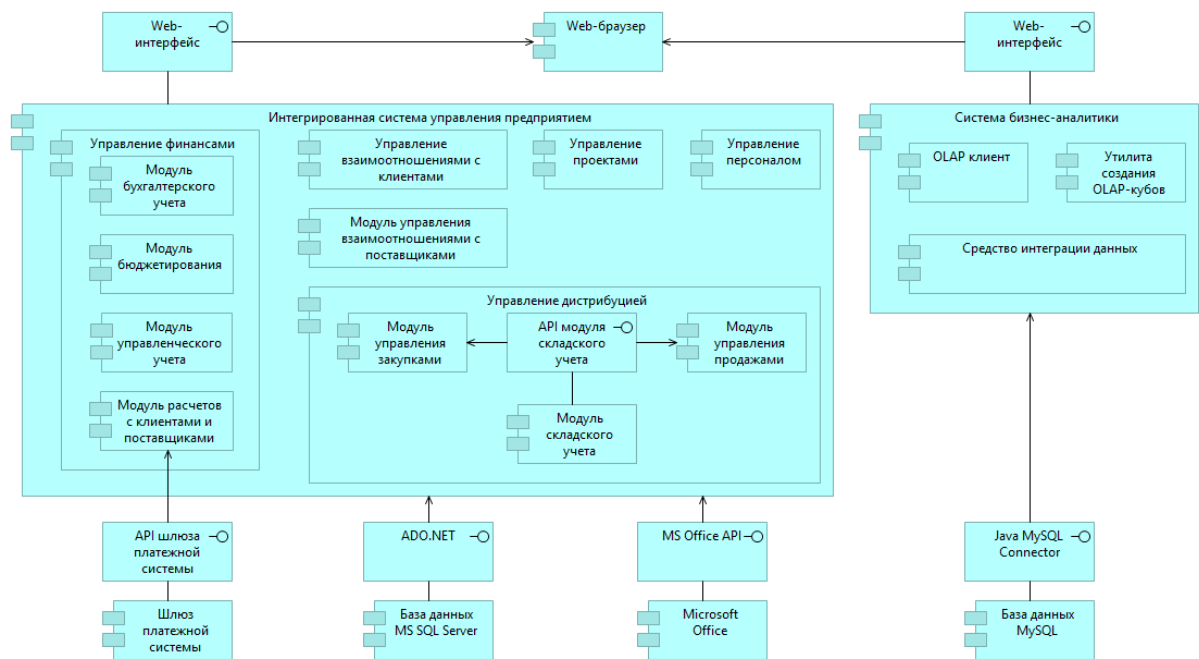 Web-
интерфейс
Web-браузер
Web-
интерфейс
Интегрированная система управления предприятием
Управление финансами
Модуль
бухгалтерского
учета
Модуль
бюджетирования
Модуль
управленческого
учета
Модуль расчетов
с клиентами и
поставщиками
Управление
взаимоотношениями с
клиентами
Управление
проектами
Управление
персоналом
Модуль управления
взаимоотношениями с
поставщиками
Управление дистрибуцией
Модуль
управления
закупками
API модуля
складского
учета
Модуль
управления
продажами
Модуль
складского
учета
Система бизнес-аналитики
OLAP клиент
Утилита
создания
OLAP-кубов
Средство интеграции данных
API шлюза
платежной
системы
ADO.NET
MS Office API
Java MySQL
Connector
Шлюз
платежной
системы
База данных
MS SQL Server
Microsoft
Office
База данных
MySQL